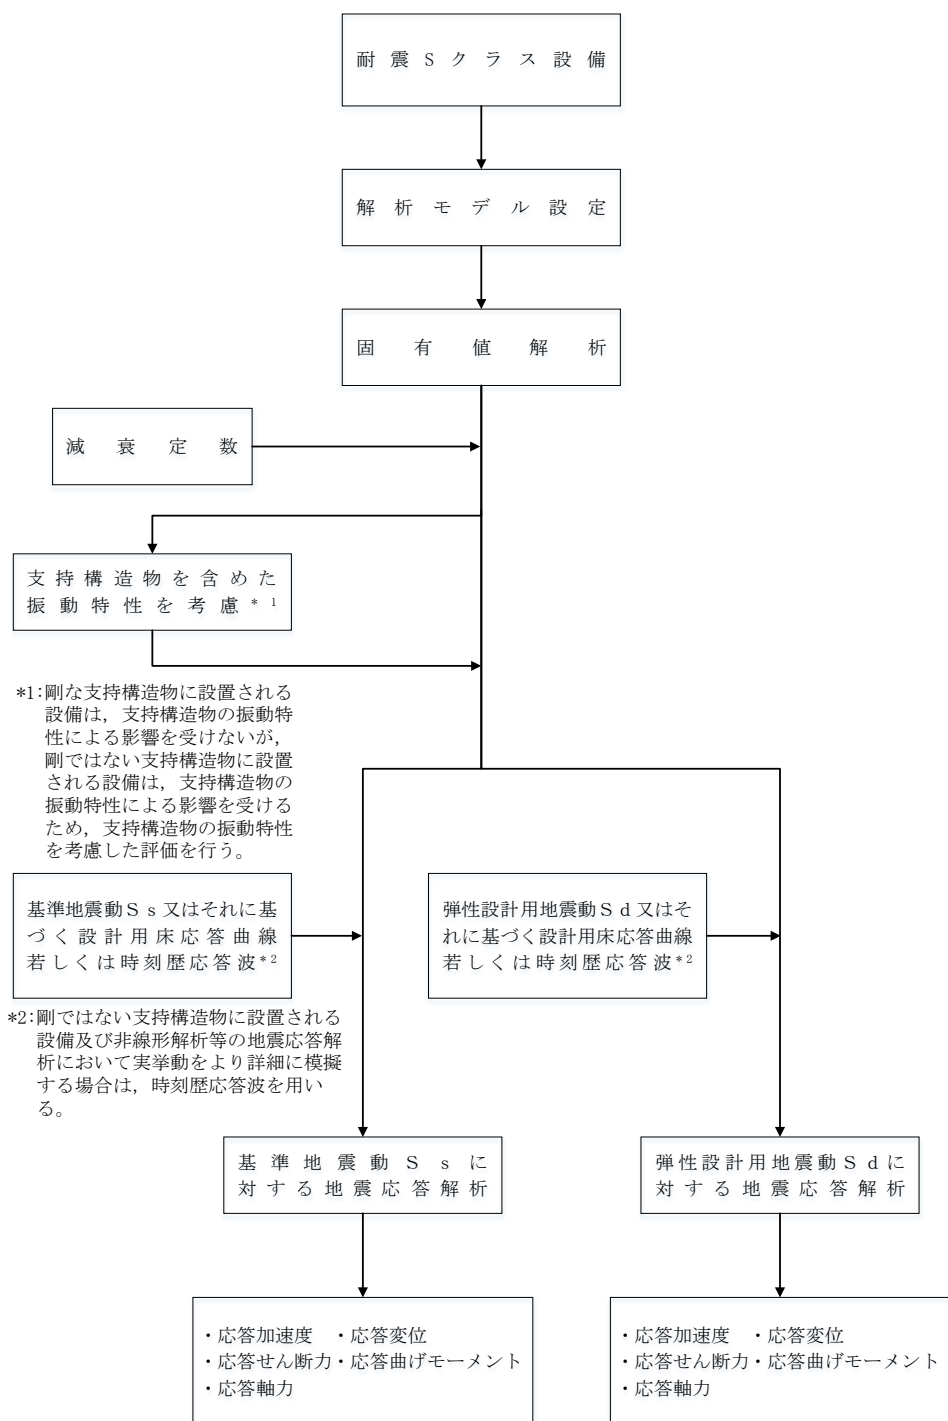 耐震Sクラス設備
解析モデル設定
固有値解析
減衰定数
支持構造物を含めた
振動特性を考慮*1
*1:剛な支持構造物に設置される
設備は，支持構造物の振動特
性による影響を受けないが，
剛ではない支持構造物に設置
される設備は，支持構造物の
振動特性による影響を受ける
ため，支持構造物の振動特性
を考慮した評価を行う。
基準地震動Ｓｓ又はそれに基
づく設計用床応答曲線
若しくは時刻歴応答波*2
弾性設計用地震動Ｓｄ又はそ
れに基づく設計用床応答曲線
若しくは時刻歴応答波*2
*2:剛ではない支持構造物に設置される
設備及び非線形解析等の地震応答解
析において実挙動をより詳細に模擬
する場合は，時刻歴応答波を用い
る。
基準地震動Ｓｓに
対する地震応答解析
弾性設計用地震動Ｓｄに
対する地震応答解析
・応答加速度　・応答変位
・応答せん断力・応答曲げモーメント
・応答軸力
・応答加速度　・応答変位
・応答せん断力・応答曲げモーメント
・応答軸力